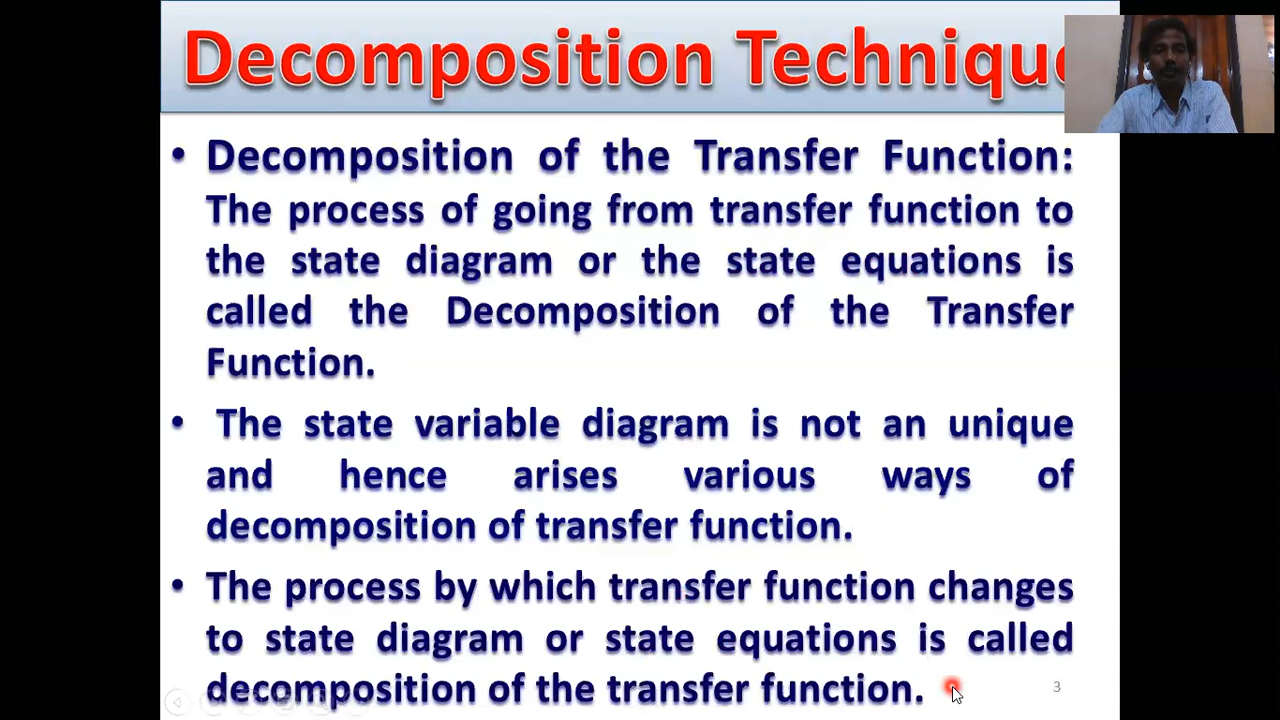 Decomposition Technique
• Decomposition of the Transfer Function:
The process of going from transfer function to
the state diagram or the state equations is
called the Decomposition of the Transfer
Function.
• The state variable diagram is not an unique
and hence arises various ways of
decomposition of transfer function.
• The process by which transfer function changes
to state diagram or state equations is called
decomposition of the transfer function.
3